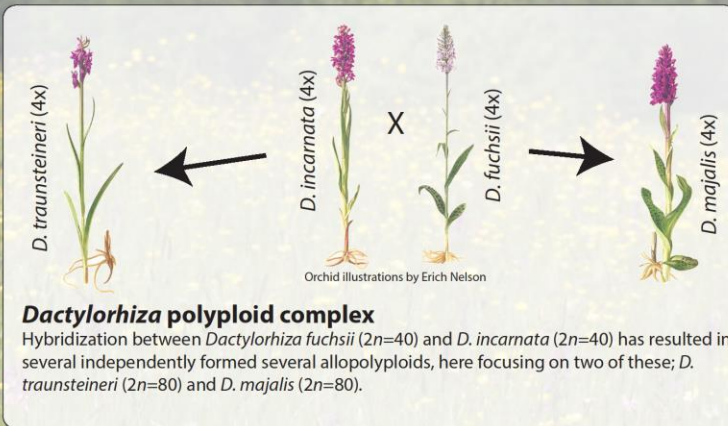 D. traunsteineri (4x)
D. incarnata (4x)
X
D. fuchsii (4x)
D. majalis (4x)
Orchid illustrations by Erich Nelson
Dactylorhiza polyploid complex
Hybridization between Dactylorhiza fuchsii (2n=40) and D. incarnata (2n=40) has resulted in
several independently formed several allopolyploids, here focusing on two of these; D.
traunsteineri (2n=80) and D. majalis (2n=80).